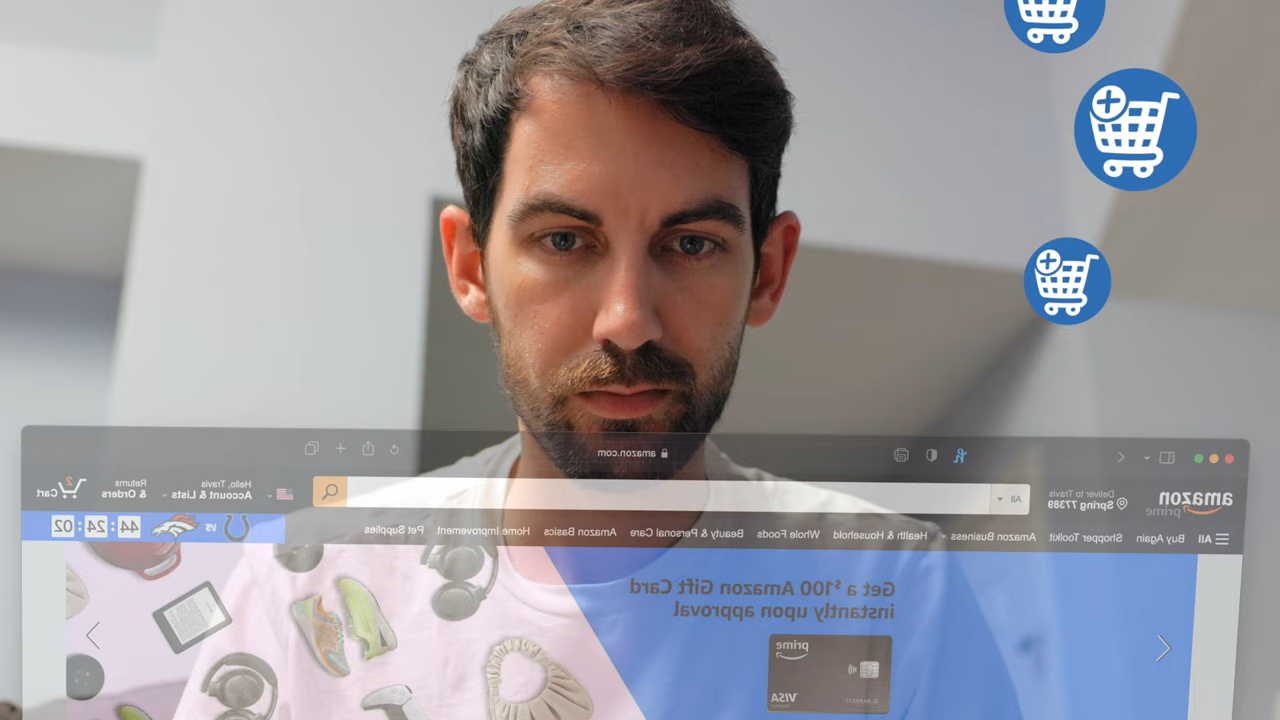 amazon.com
amazon
prime
Deliver to Travis
Spring 77389
All
Hello, Travis
Account & Lists
Returns
& Orders
2
Cart
All
Buy Again
Shopper Toolkit
Amazon Business
Health & Household
Whole Foods
Beauty & Personal Care
Amazon Basics
Home Improvement
Pet Supplies
VS
44 : 24 : 02
Get a $100 Amazon Gift Card
instantly upon approval
prime
VISA